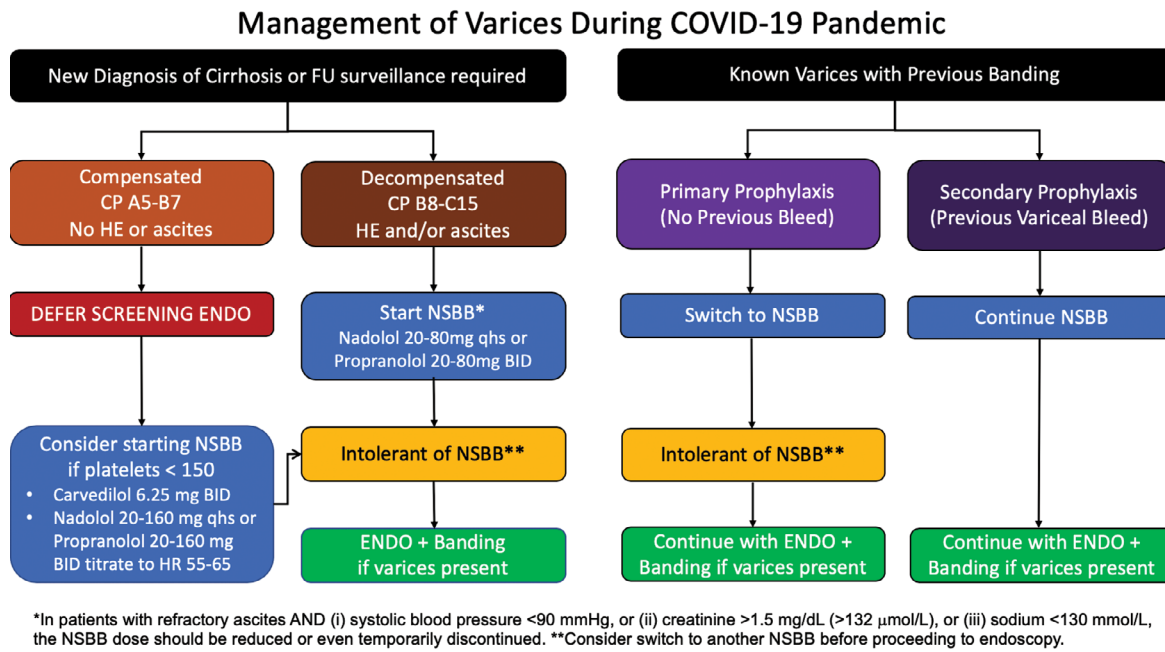 Management of Varices During COVID-19 Pandemic
New Diagnosis of Cirrhosis or FU surveillance required
Known Varices with Previous Banding
Compensated
CP A5-B7
No HE or ascites
Decompensated
CP B8-C15
HE and/or ascites
Primary Prophylaxis
(No Previous Bleed)
Secondary Prophylaxis
(Previous Variceal Bleed)
DEFER SCREENING ENDO
Start NSBB*
Nadolol 20-80mg qhs or
Propranolol 20-80mg BID
Switch to NSBB
Continue NSBB
Consider starting NSBB
if platelets < 150
• Carvedilol 6.25 mg BID
• Nadolol 20-160 mg qhs or
Propranolol 20-160 mg
BID titrate to HR 55-65
Intolerant of NSBB**
Intolerant of NSBB**
ENDO + Banding
if varices present
Continue with ENDO +
Banding if varices present
Continue with ENDO +
Banding if varices present
*In patients with refractory ascites AND (i) systolic blood pressure <90 mmHg, or (ii) creatinine >1.5 mg/dL (>132 μmol/L), or (iii) sodium <130 mmol/L,
the NSBB dose should be reduced or even temporarily discontinued. **Consider switch to another NSBB before proceeding to endoscopy.